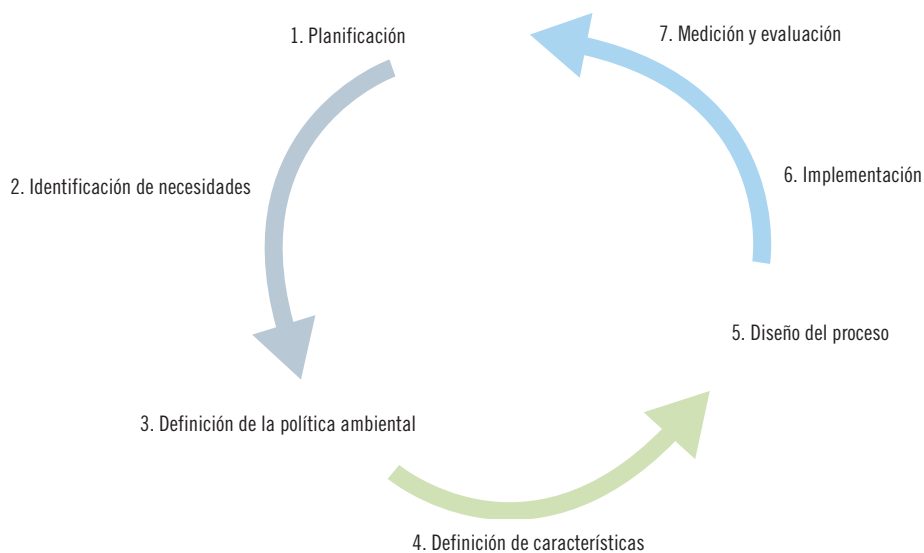 1. Planificación
2. Identificación de necesidades
3. Definición de la política ambiental
4. Definición de características
5. Diseño del proceso
6. Implementación
7. Medición y evaluación